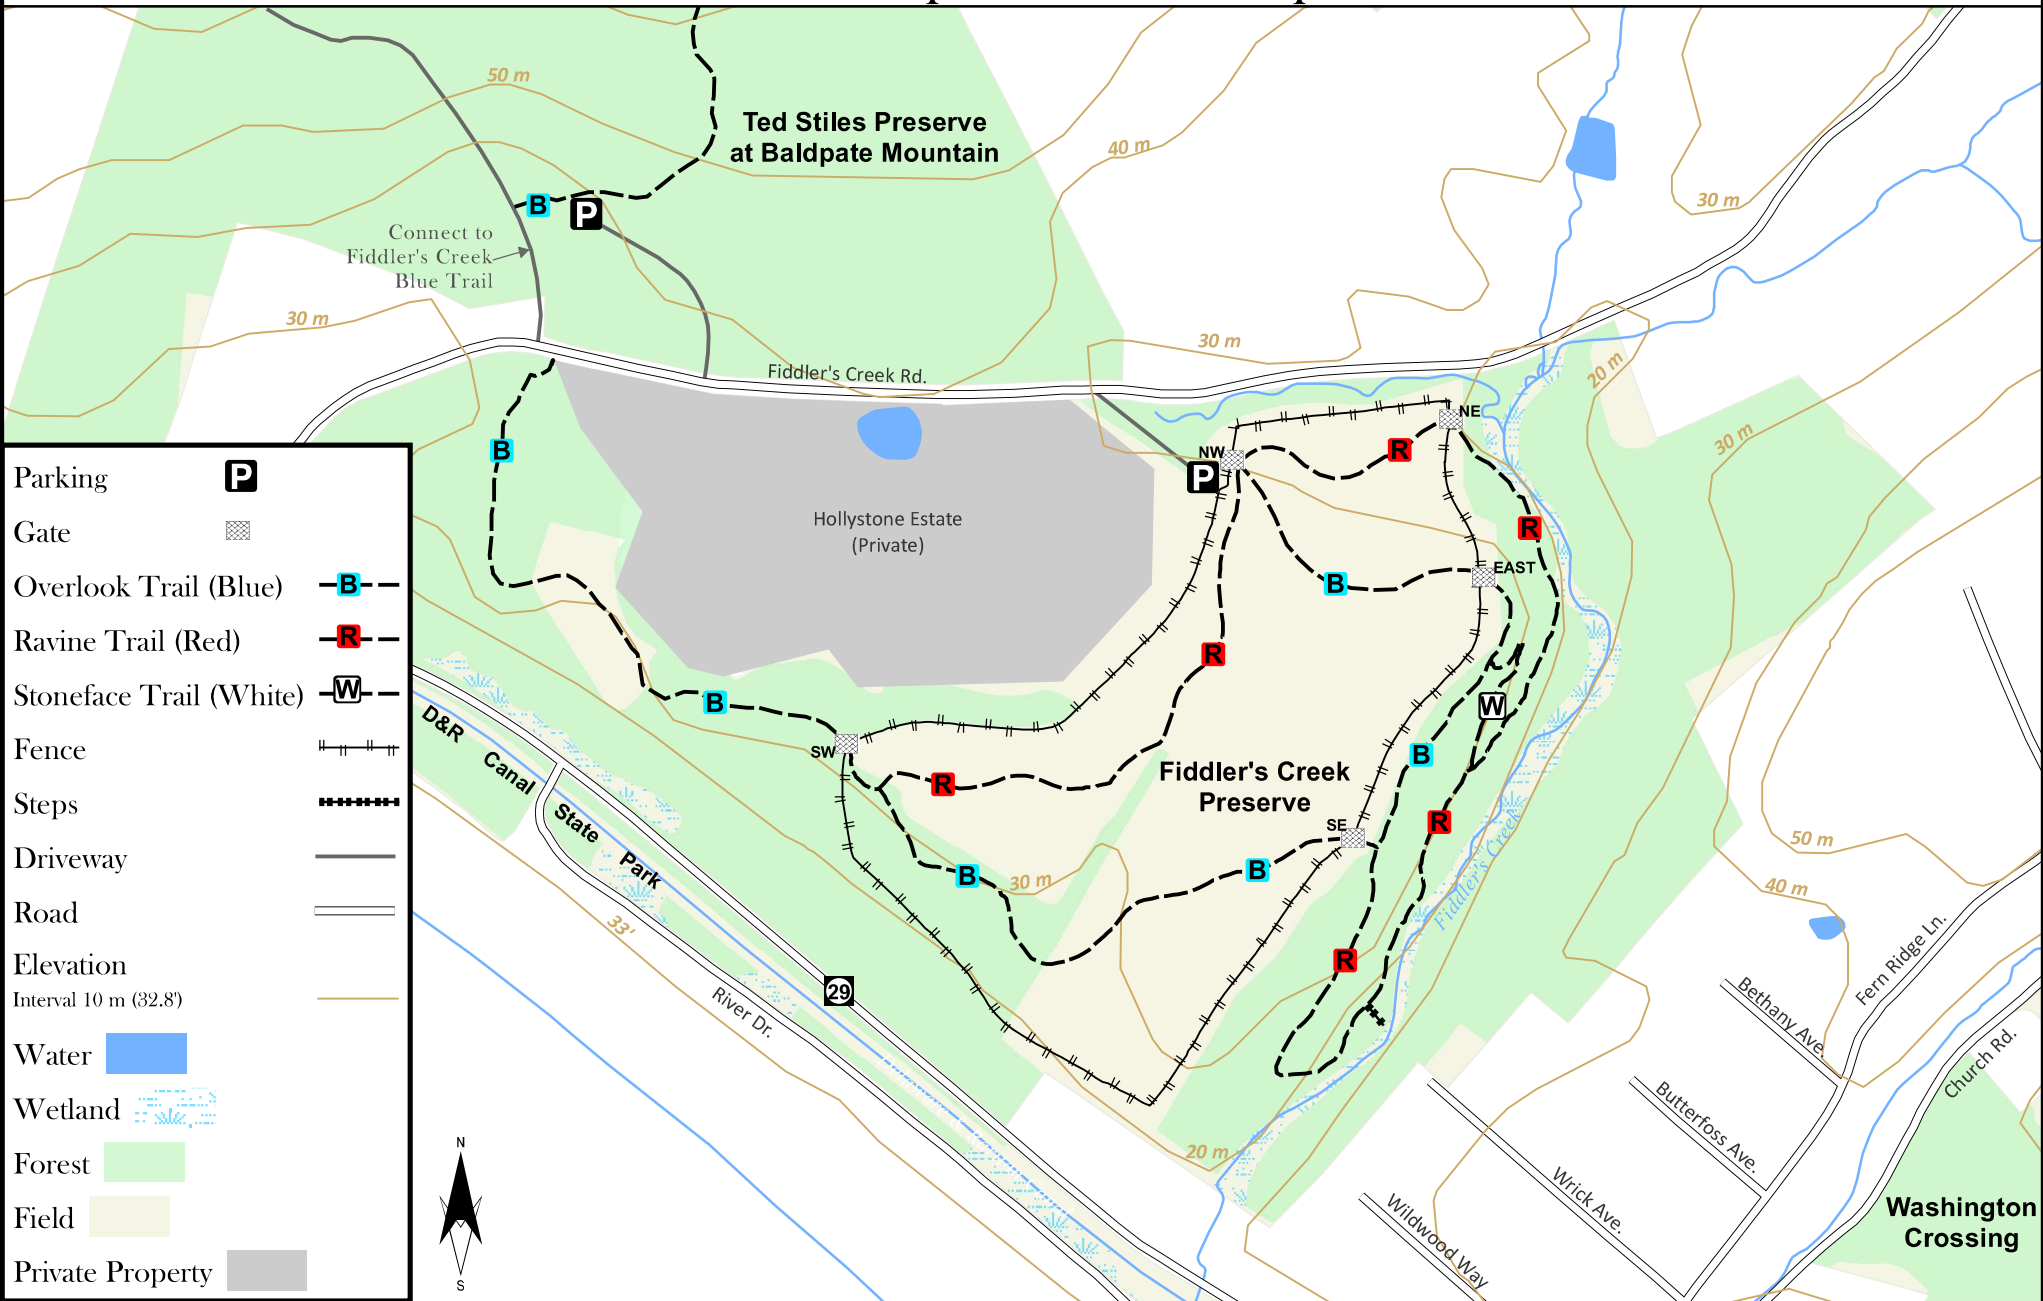 50 m
Ted Stiles Preserve
at Baldpate Mountain
40 m
30 m
B
P
Connect to
Fiddler's Creek
Blue Trail
30 m
30 m
20 m
Fiddler's Creek Rd.
30 m
NE
B
R
NW
P
Hollystone Estate
(Private)
R
EAST
B
R
B
W
SW
B
R
Fiddler's Creek
Preserve
SE
R
B
B
30 m
R
Fiddler's Creek
50 m
40 m
D&R
Canal
State
Park
33'
29
River Dr.
Bethany Ave.
Fern Ridge Ln.
Church Rd.
Butterfoss Ave.
Wrick Ave.
Wildwood Way
20 m
Washington
Crossing
N
S
Parking P
Gate
Overlook Trail (Blue) B
Ravine Trail (Red) R
Stoneface Trail (White) W
Fence
Steps
Driveway
Road
Elevation
Interval 10 m (32.8')
Water
Wetland
Forest
Field
Private Property